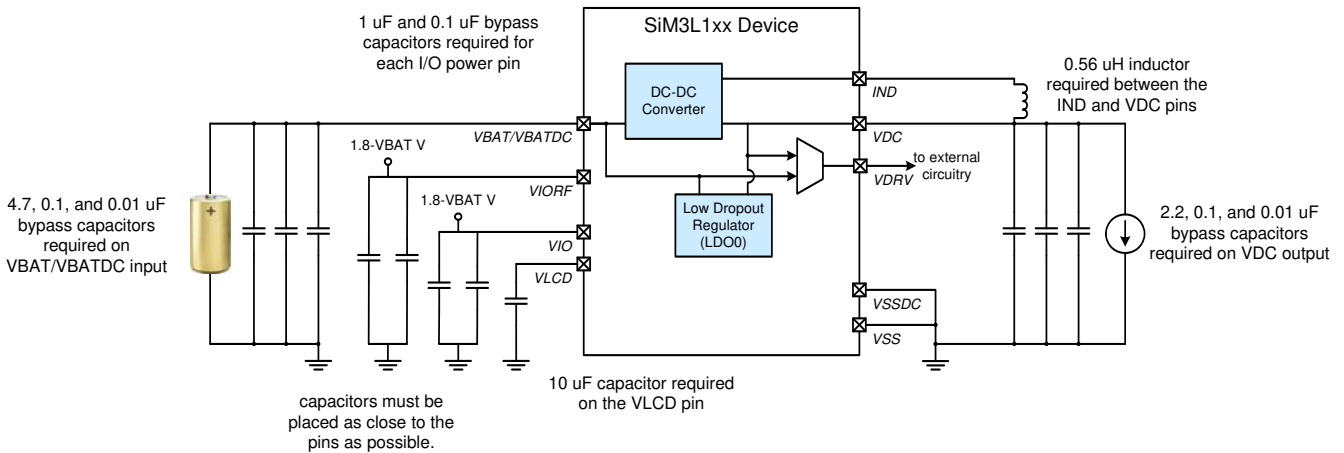 1 uF and 0.1 uF bypass
capacitors required for
each I/O power pin
SiM3L1xx Device
DC-DC
Converter
IND
0.56 uH inductor
required between the
IND and VDC pins
VBAT/VBATDC
VDC
1.8-VBAT V
VIORF
to external
circuitry
VDRV
4.7, 0.1, and 0.01 uF
bypass capacitors
required on
VBAT/VBATDC input
+
1.8-VBAT V
VIO
VLCD
Low Dropout
Regulator
(LDO0)
2.2, 0.1, and 0.01 uF
bypass capacitors
required on VDC output
VSSDC
VSS
10 uF capacitor required
on the VLCD pin
capacitors must be
placed as close to the
pins as possible.